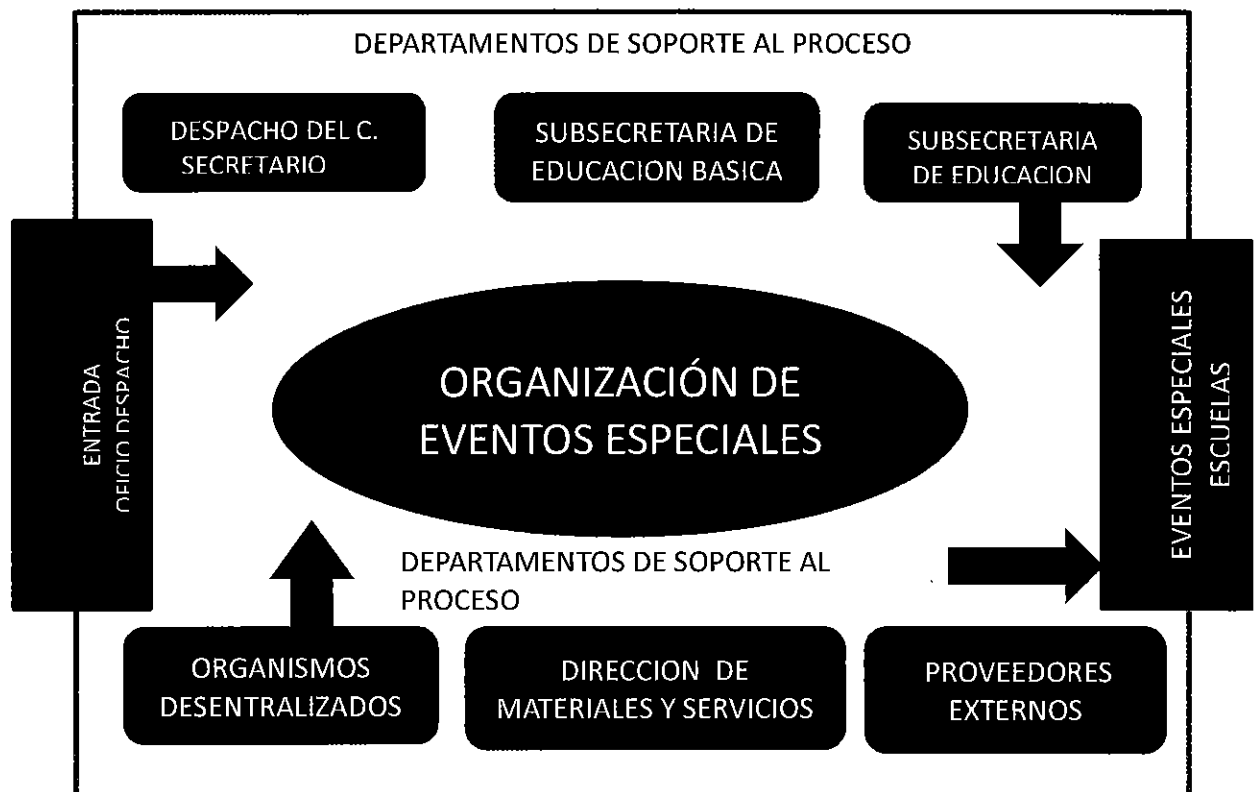 DEPARTAMENTOS DE SOPORTE AL PROCESO
DESPACHO DEL C.
SECRETARIO
SUBSECRETARIA DE
EDUCACION BASICA
SUBSECRETARIA
DE EDUCACION
ENTRADA
OFICIO DESPACHO
ORGANIZACIÓN DE
EVENTOS ESPECIALES
EVENTOS ESPECIALES
ESCUELAS
DEPARTAMENTOS DE SOPORTE AL
PROCESO
ORGANISMOS
DESENTRALIZADOS
DIRECCION DE
MATERIALES Y SERVICIOS
PROVEEDORES
EXTERNOS